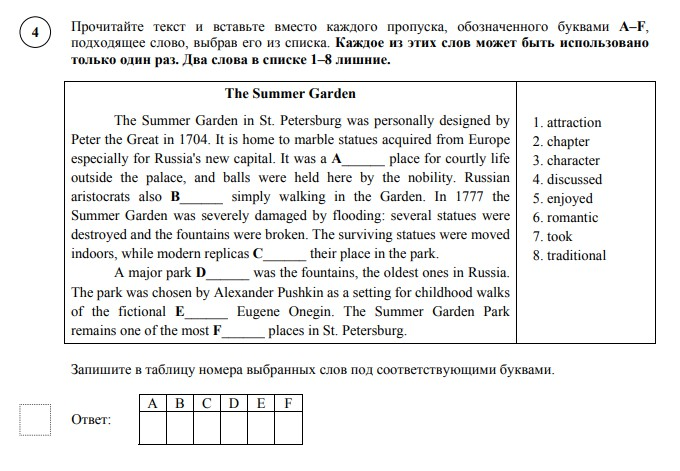 4
Прочитайте текст и вставьте вместо каждого пропуска, обозначенного буквами A–F,
подходящее слово, выбрав его из списка. Каждое из этих слов может быть использовано
только один раз. Два слова в списке 1–8 лишние.
The Summer Garden
The Summer Garden in St. Petersburg was personally designed by
Peter the Great in 1704. It is home to marble statues acquired from Europe
especially for Russia's new capital. It was a A______ place for courtly life
outside the palace, and balls were held here by the nobility. Russian
aristocrats also B______ simply walking in the Garden. In 1777 the
Summer Garden was severely damaged by flooding: several statues were
destroyed and the fountains were broken. The surviving statues were moved
indoors, while modern replicas C______ their place in the park.
A major park D______ was the fountains, the oldest ones in Russia.
The park was chosen by Alexander Pushkin as a setting for childhood walks
of the fictional E______ Eugene Onegin. The Summer Garden Park
remains one of the most F______ places in St. Petersburg.
1. attraction
2. chapter
3. character
4. discussed
5. enjoyed
6. romantic
7. took
8. traditional
Запишите в таблицу номера выбранных слов под соответствующими буквами.
Ответ:
A B C D E F